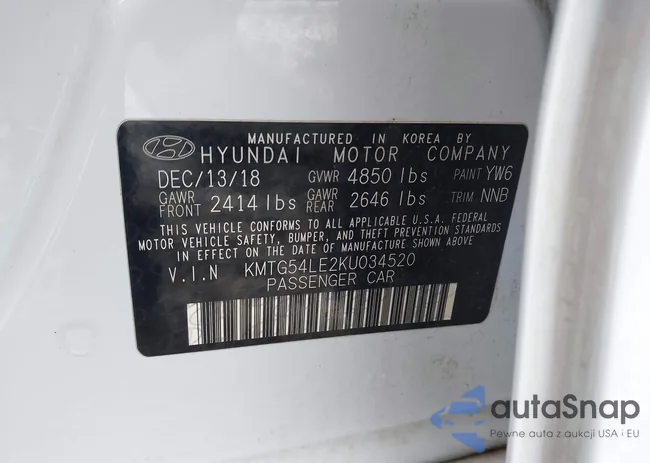 MANUFACTURED IN KOREA BY
HYUNDAI MOTOR COMPANY
DEC/13/18 GVWR 4850 lbs PAINT YW6
GAWR FRONT 2414 lbs GAWR REAR 2646 lbs TRIM NNB
THIS VEHICLE CONFORMS TO ALL APPLICABLE U.S.A. FEDERAL
MOTOR VEHICLE SAFETY, BUMPER, AND THEFT PREVENTION STANDARDS
IN EFFECT ON THE DATE OF MANUFACTURE SHOWN ABOVE.
V.I.N KMTG54LE2KU034520
PASSENGER CAR
autoSnap
Pewne auta z aukcji USA i EU